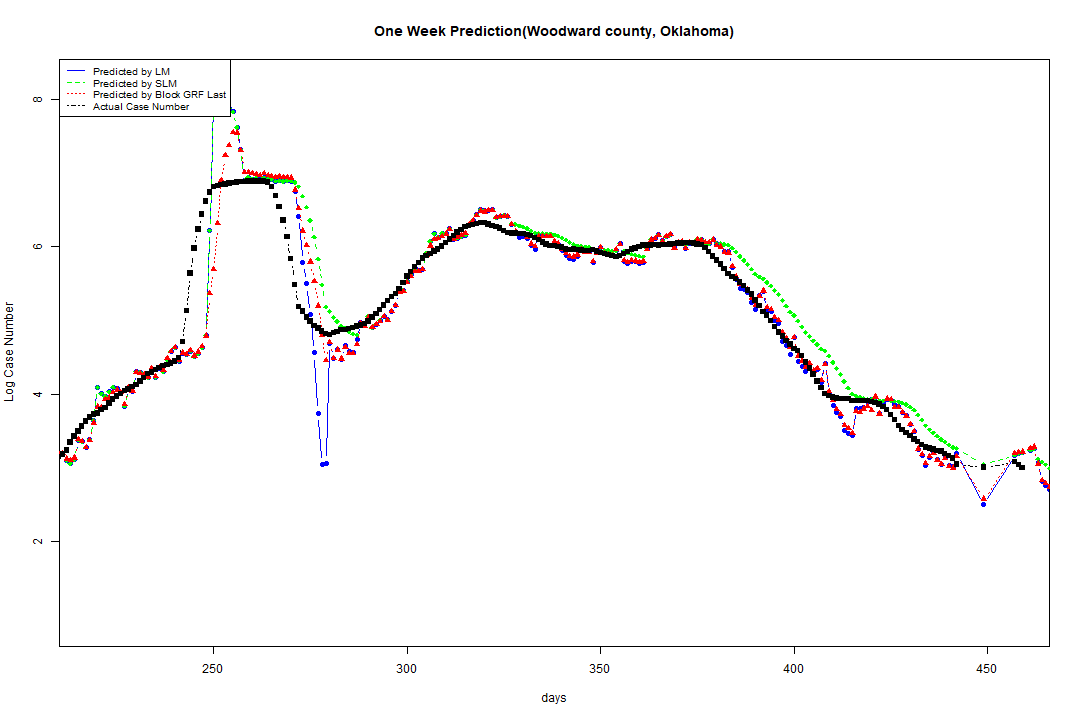 One Week Prediction(Woodward county, Oklahoma)
Predicted by LM
Predicted by SLM
Predicted by Block GRF Last
Actual Case Number
8
6
4
2
Log Case Number
250 300 350 400 450
days